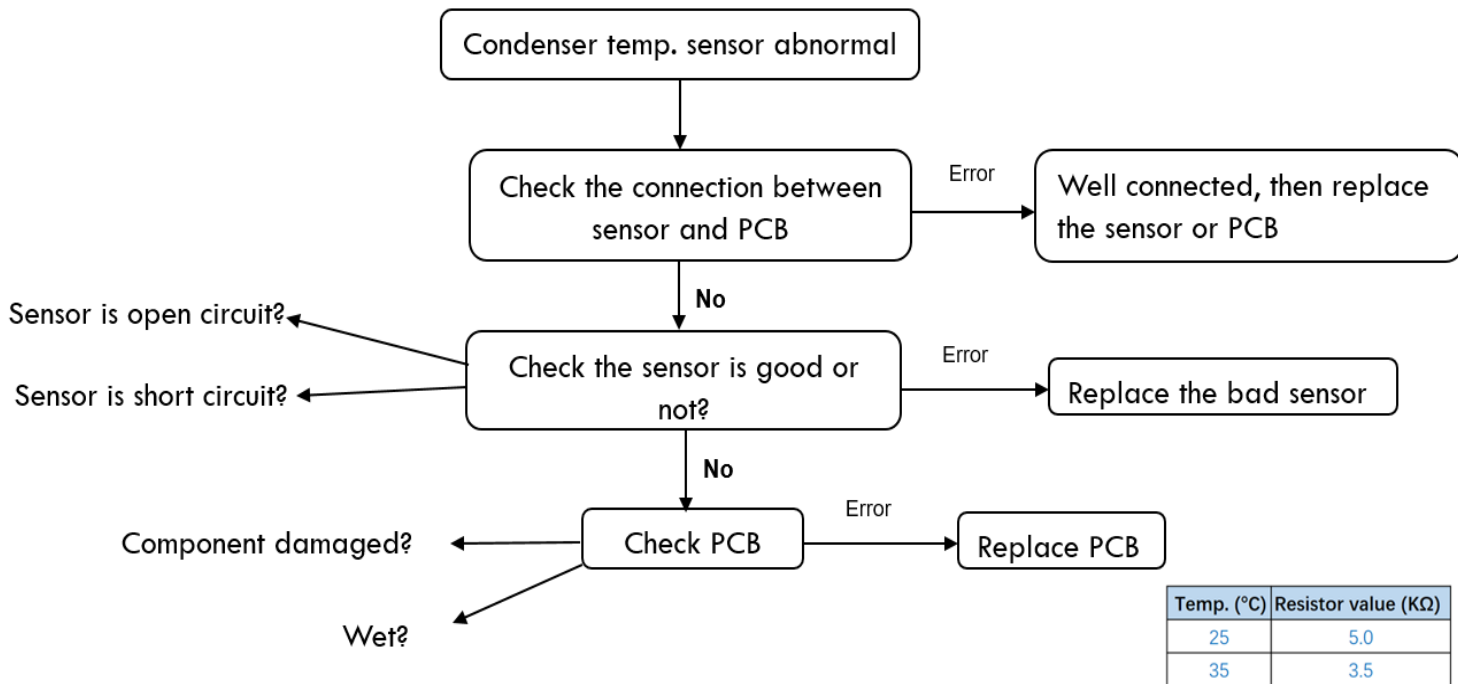 Condenser temp. sensor abnormal
Check the connection between
sensor and PCB
Error
Well connected, then replace
the sensor or PCB
No
Sensor is open circuit?
Sensor is short circuit?
Check the sensor is good or
not?
Error
Replace the bad sensor
No
Component damaged?
Wet?
Check PCB
Error
Replace PCB
Temp. (°C) Resistor value (KΩ)
25 5.0
35 3.5